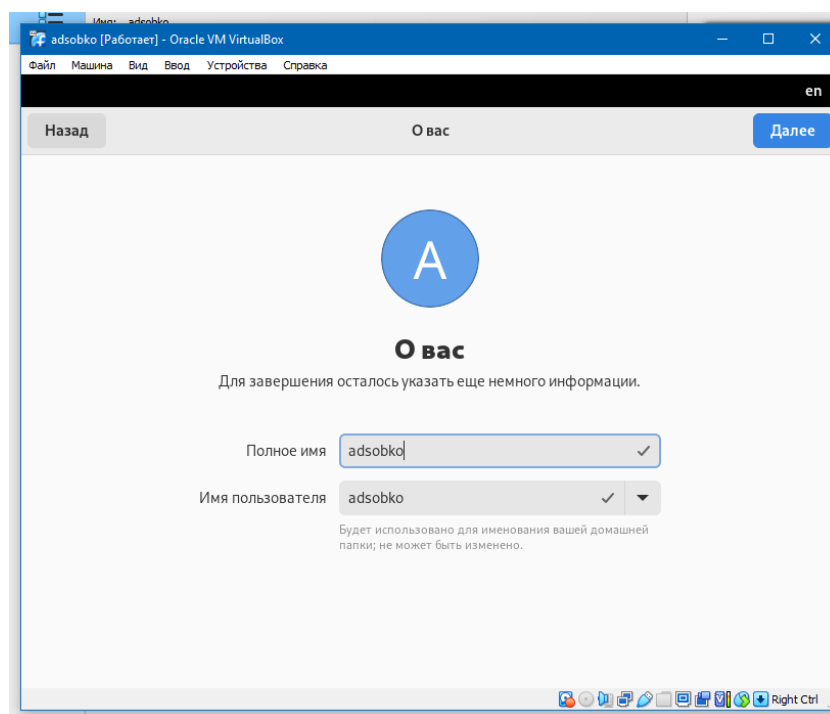 Имя: adsobko
adsobko [Работает] - Oracle VM VirtualBox
Файл Машина Вид Ввод Устройства Справка
en
Назад О вас Далее
A
О вас
Для завершения осталось указать еще немного информации.
Полное имя adsobko
Имя пользователя adsobko
Будет использовано для именования вашей домашней
папки; не может быть изменено.
Right Ctrl